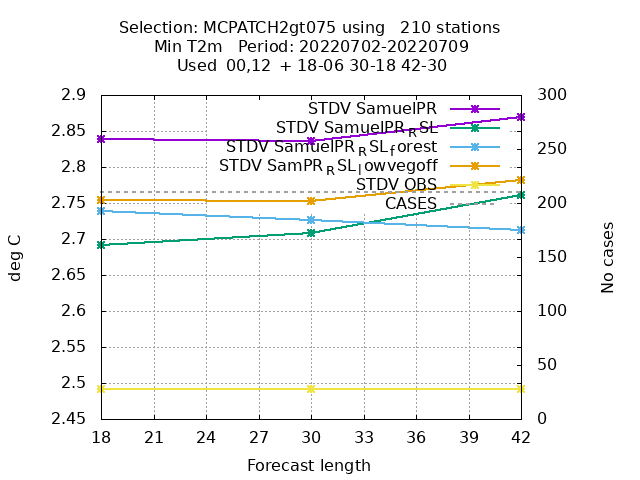 Selection: MCPATCH2gt075 using   210 stations
Min T2m   Period: 20220702-20220709
Used  00,12  + 18-06 30-18 42-30
2.9
2.85
2.8
2.75
2.7
2.65
2.6
2.55
2.5
2.45
deg C
300
250
200
150
100
50
0
No cases
STDV SamuelPR
STDV SamuelPR_RSL
STDV SamuelPR_RSL_forest
STDV SamPR_RSL_lowvegoff
STDV OBS
CASES
18 21 24 27 30 33 36 39 42
Forecast length